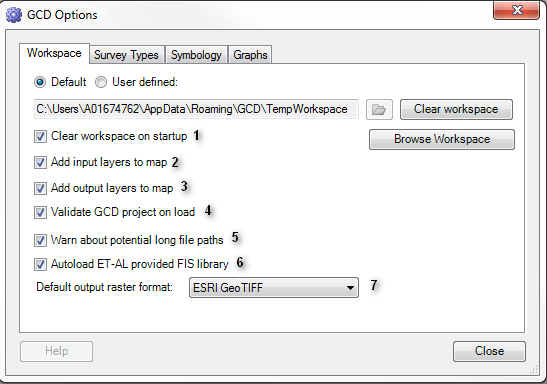 GCD Options
Workspace Survey Types Symbology Graphs
Default User defined:
C:\Users\A01674762\AppData\Roaming\GCD\TempWorkspace Clear workspace
Clear workspace on startup 1 Browse Workspace
Add input layers to map 2
Add output layers to map 3
Validate GCD project on load 4
Warn about potential long file paths 5
Autoload ET-AL provided FIS library 6
Default output raster format: ESRI GeoTIFF 7
Help Close